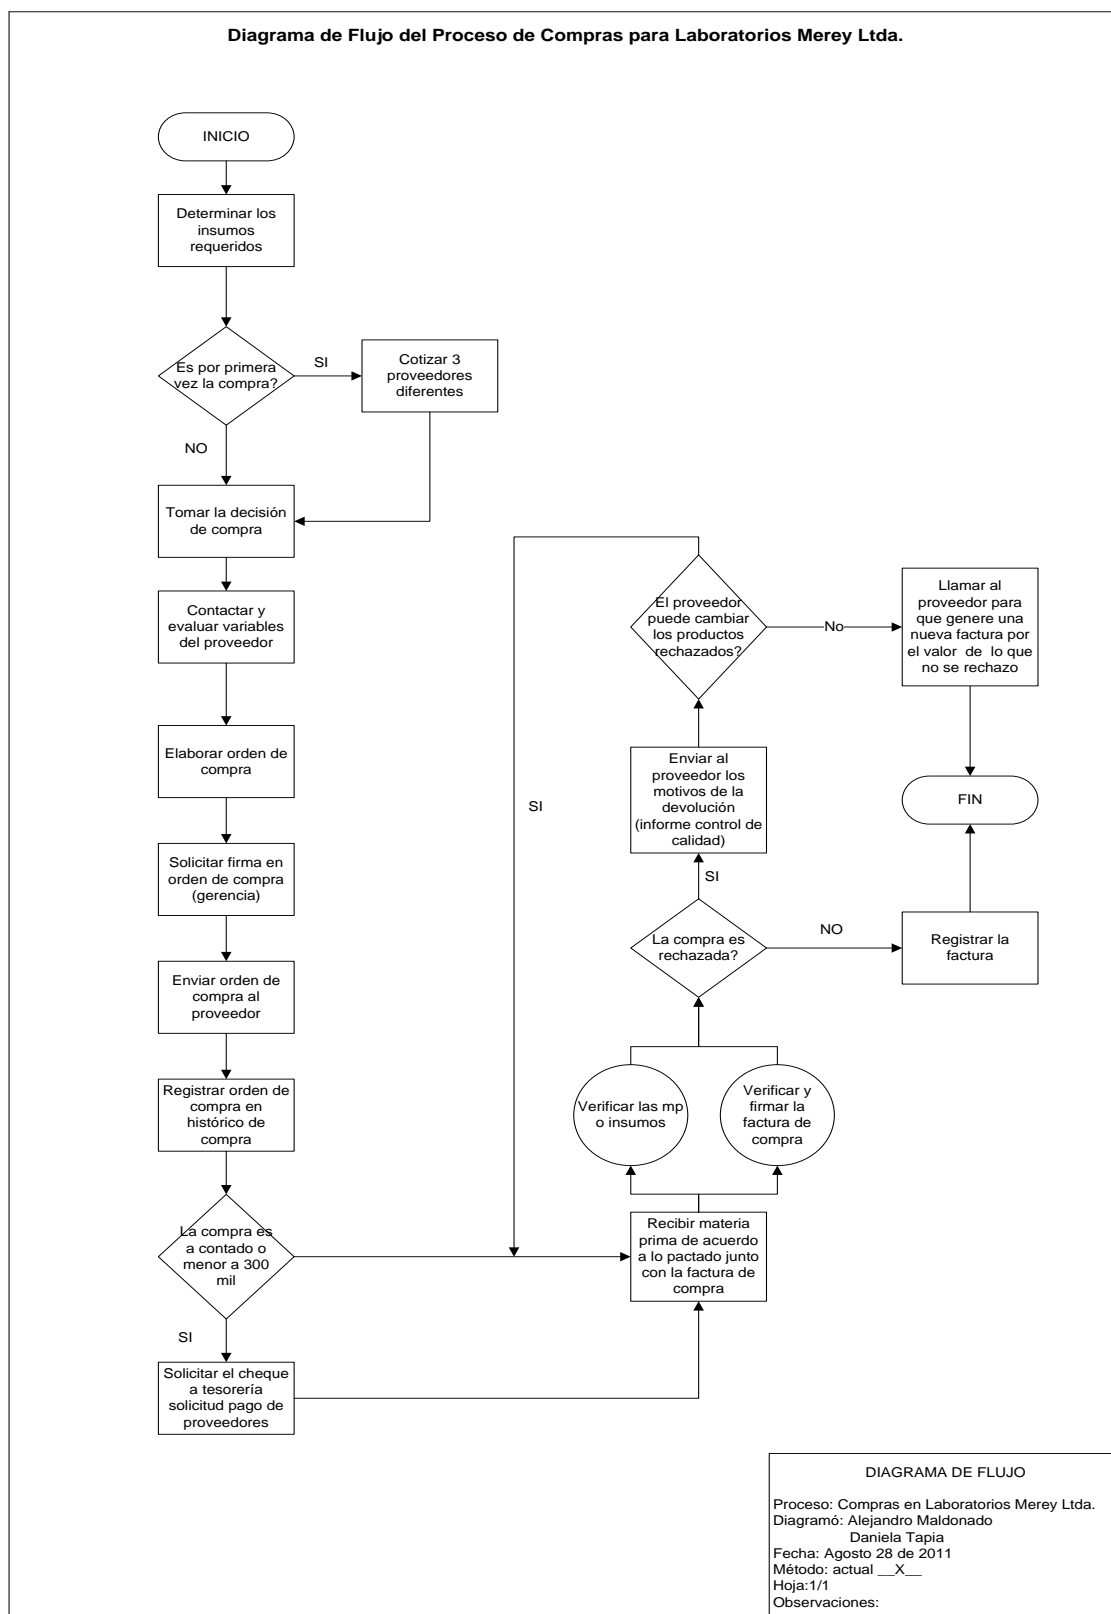 Diagrama de Flujo del Proceso de Compras para Laboratorios Merey Ltda.
INICIO
Determinar los
insumos
requeridos
Es por primera
vez la compra?
SI
Cotizar 3
proveedores
diferentes
NO
Tomar la decisión
de compra
Contactar y
evaluar variables
del proveedor
Elaborar orden de
compra
Solicitar firma en
orden de compra
(gerencia)
Enviar orden de
compra al
proveedor
Registrar orden de
compra en
histórico de
compra
La compra es
a contado o
menor a 300
mil
SI
Solicitar el cheque
a tesorería
solicitud pago de
proveedores
Recibir materia
prima de acuerdo
a lo pactado junto
con la factura de
compra
Verificar las mp
o insumos
Verificar y
firmar la
factura de
compra
La compra es
rechazada?
NO
Registrar la
factura
SI
Enviar al
proveedor los
motivos de la
devolución
(informe control de
calidad)
El proveedor
puede cambiar
los productos
rechazados?
SI
No
Llamar al
proveedor para
que genere una
nueva factura por
el valor de lo que
no se rechazo
FIN
DIAGRAMA DE FLUJO
Proceso: Compras en Laboratorios Merey Ltda.
Diagramó: Alejandro Maldonado
Daniela Tapia
Fecha: Agosto 28 de 2011
Método: actual __X__
Hoja:1/1
Observaciones: